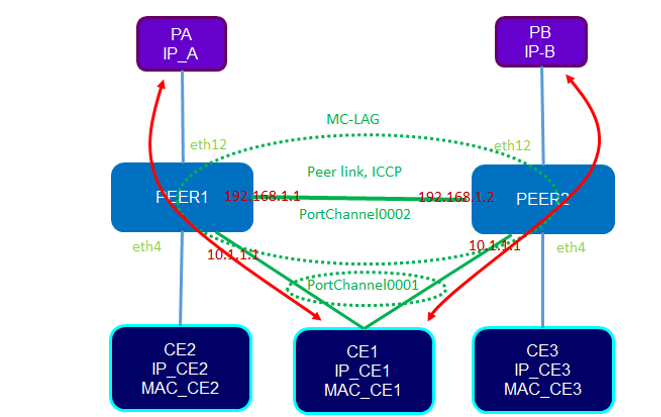 PA
IP_A
PB
IP-B
MC-LAG
eth12
eth12
Peer link, ICCP
PEER1
192.168.1.1
192.168.1.2
PEER2
PortChannel0002
eth4
10.1.1.1
10.1.1.1
eth4
PortChannel0001
CE2
IP_CE2
MAC_CE2
CE1
IP_CE1
MAC_CE1
CE3
IP_CE3
MAC_CE3